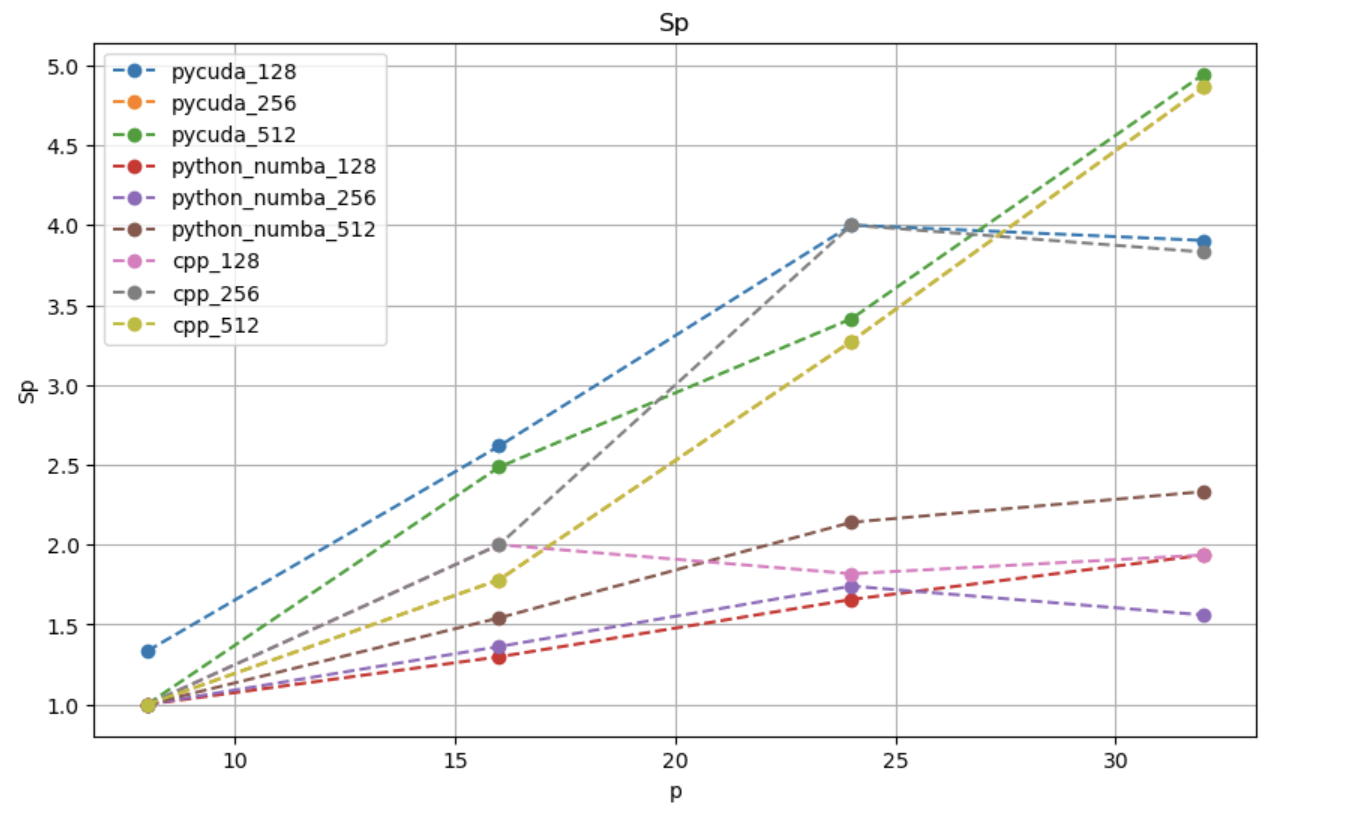 Sp
5.0
4.5
4.0
3.5
3.0
2.5
2.0
1.5
1.0
Sp
pycuda_128
pycuda_256
pycuda_512
python_numba_128
python_numba_256
python_numba_512
cpp_128
cpp_256
cpp_512
10 15 20 25 30
p